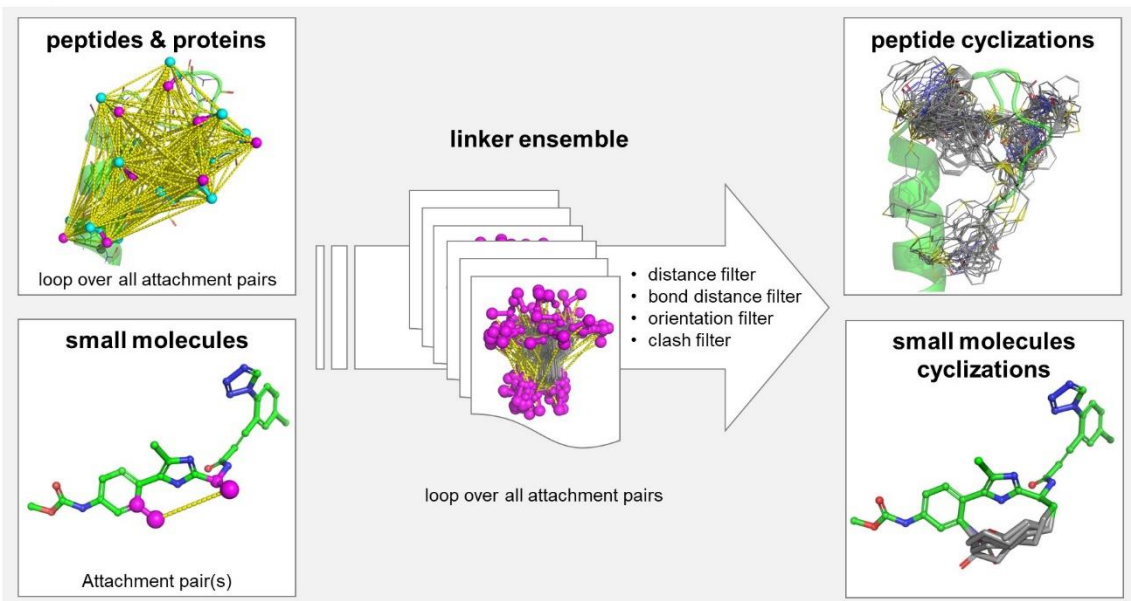 peptides & proteins
loop over all attachment pairs
small molecules
Attachment pair(s)
linker ensemble
• distance filter
• bond distance filter
• orientation filter
• clash filter
loop over all attachment pairs
peptide cyclizations
small molecules
cyclizations